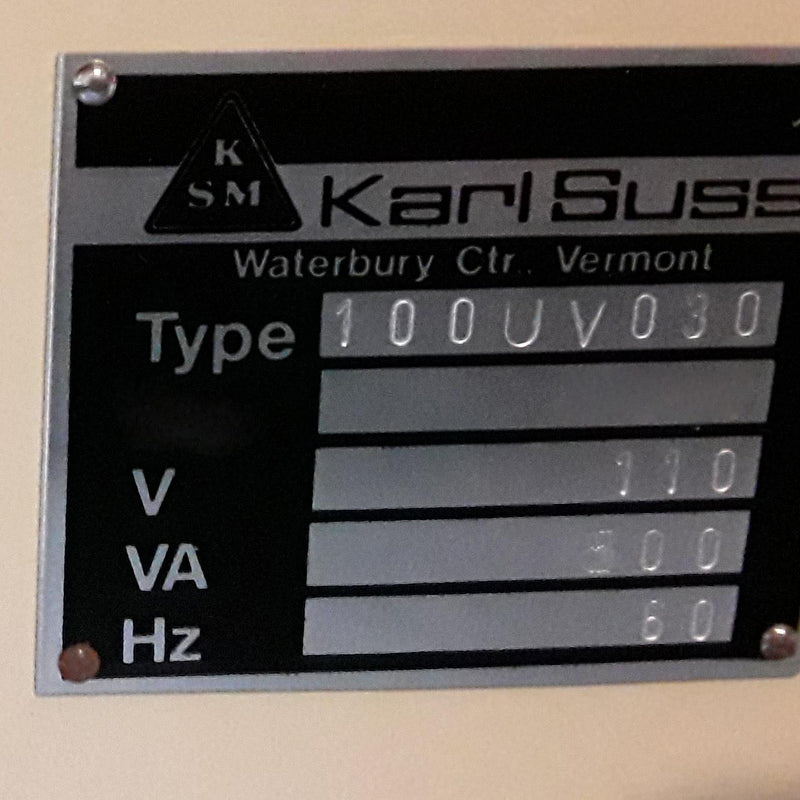 K
SM
Karl Suss
Waterbury Ctr., Vermont
Type 100UV030
V 110
VA
Hz 60